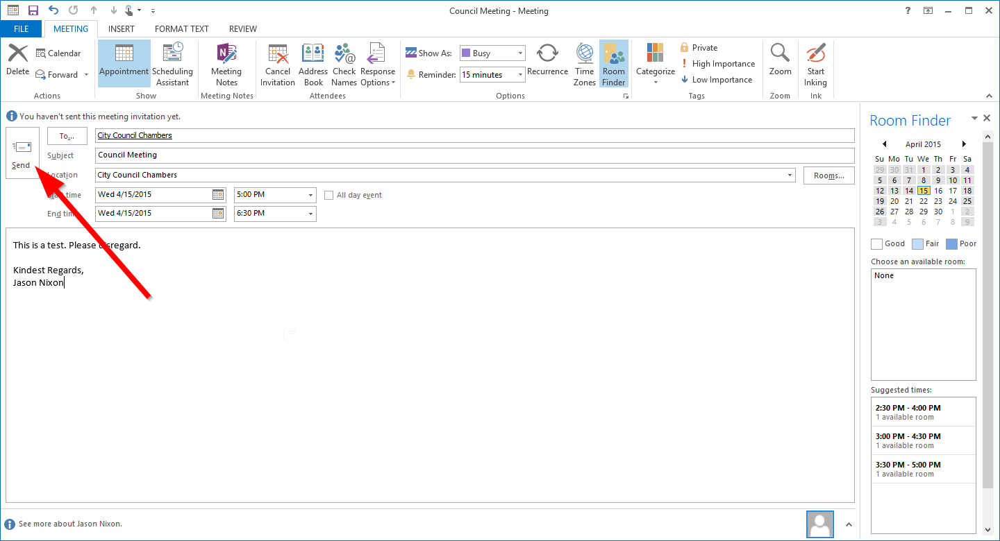 Council Meeting - Meeting
?
FILE MEETING INSERT FORMAT TEXT REVIEW
Delete
Calendar
Forward
Actions
Appointment
Scheduling
Assistant
Show
Meeting
Notes
Meeting Notes
Cancel
Invitation
Address
Book
Check
Names
Response
Options
Attendees
Show As: Busy
Reminder: 15 minutes
Recurrence
Time
Zones
Room
Finder
Options
Categorize
Private
High Importance
Low Importance
Tags
Zoom
Zoom
Start
Inking
Ink
You haven't sent this meeting invitation yet.
Send
To... City Council Chambers
Subject Council Meeting
Location City Council Chambers Rooms...
Start time Wed 4/15/2015 5:00 PM All day event
End time Wed 4/15/2015 6:30 PM
This is a test. Please disregard.
Kindest Regards,
Jason Nixon
See more about Jason Nixon.
Room Finder
April 2015
Su Mo Tu We Th Fr Sa
29 30 31 1 2 3 4
5 6 7 8 9 10 11
12 13 14 15 16 17 18
19 20 21 22 23 24 25
26 27 28 29 30 1 2
3 4 5 6 7 8 9
Good Fair Poor
Choose an available room:
None
Suggested times:
2:30 PM - 4:00 PM
1 available room
3:00 PM - 4:30 PM
1 available room
3:30 PM - 5:00 PM
1 available room